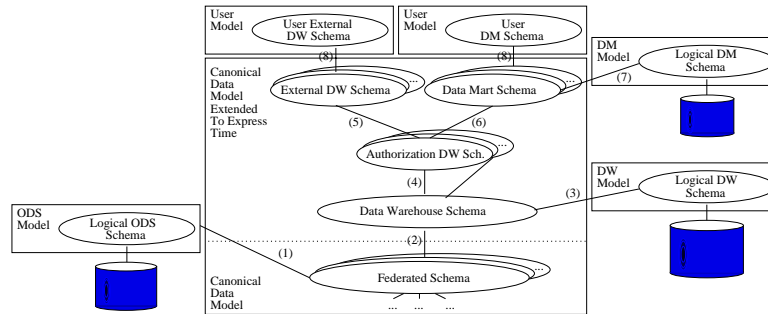 User
Model
User External
DW Schema
User
Model
User
DM Schema
(8)
(8)
DM
Model
Logical DM
Schema
(7)
Canonical
Data
Model
Extended
To Express
Time
...
External DW Schema
...
Data Mart Schema
(5)
(6)
...
Authorization DW Sch.
(4)
(3)
DW
Model
Logical DW
Schema
Data Warehouse Schema
ODS
Model
Logical ODS
Schema
(1)
(2)
...
Federated Schema
Canonical
Data
Model
... ... ...